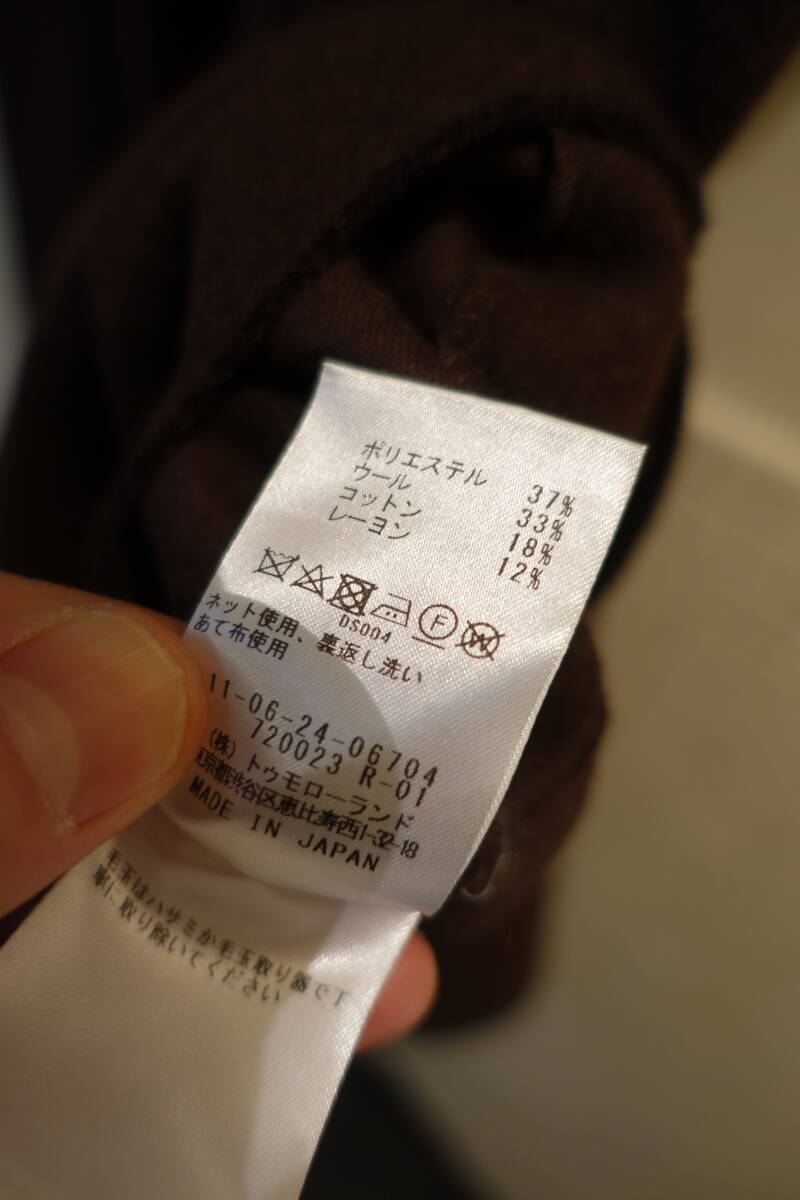 ポリエステル 37%
ウール 33%
コットン 18%
レーヨン 12%
F W
DS004
ネット使用、裏返し洗い
あて布使用
11-06-24-06704
720023 R-01
(株)トゥモローランド
東京都渋谷区恵比寿西1-32-18
MADE IN JAPAN
毛玉はハサミか毛玉取り器で丁
寧に取り除いてください